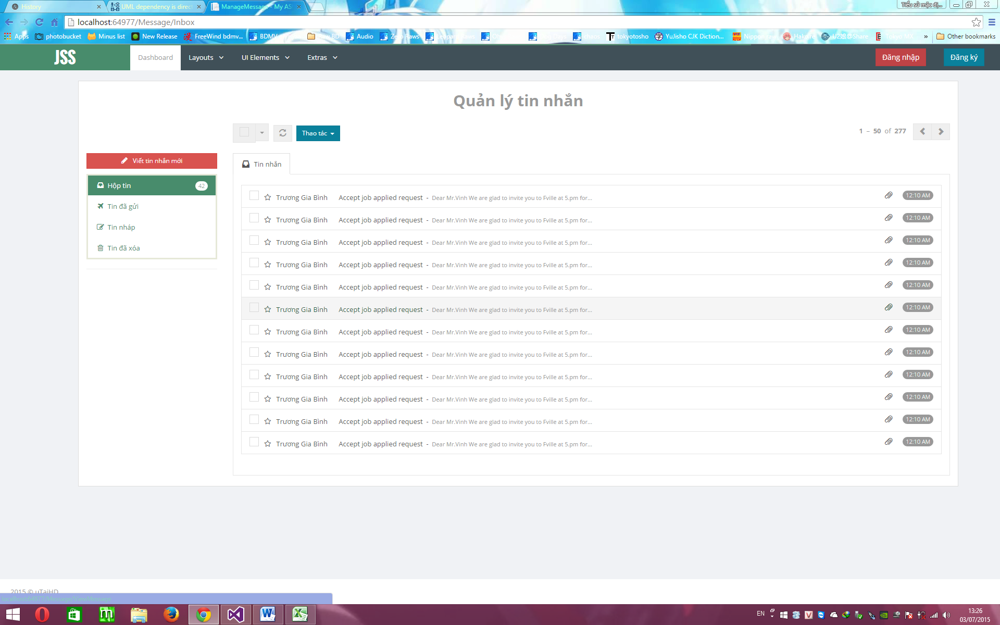 History
UML dependency is direct
ManageMessage - My AS
Tiểu sử mặc đị...
localhost:64977/Message/Inbox
Apps photobucket Minus list New Release FreeWind bdmv... BDMV Audio Zero Raws tokyotosho YuJisho CJK Diction... U2娘@Share Tokyo MX » Other bookmarks
JSS Dashboard Layouts UI Elements Extras Đăng nhập Đăng ký
Quản lý tin nhắn
Thao tác 1 – 50 of 277
Viết tin nhắn mới
Tin nhắn
Hộp tin 42
Tin đã gửi
Tin nháp
Tin đã xóa
Trương Gia Bình Accept job applied request - Dear Mr.Vinh We are glad to invite you to Fville at 5.pm for... 12:10 AM
Trương Gia Bình Accept job applied request - Dear Mr.Vinh We are glad to invite you to Fville at 5.pm for... 12:10 AM
Trương Gia Bình Accept job applied request - Dear Mr.Vinh We are glad to invite you to Fville at 5.pm for... 12:10 AM
Trương Gia Bình Accept job applied request - Dear Mr.Vinh We are glad to invite you to Fville at 5.pm for... 12:10 AM
Trương Gia Bình Accept job applied request - Dear Mr.Vinh We are glad to invite you to Fville at 5.pm for... 12:10 AM
Trương Gia Bình Accept job applied request - Dear Mr.Vinh We are glad to invite you to Fville at 5.pm for... 12:10 AM
Trương Gia Bình Accept job applied request - Dear Mr.Vinh We are glad to invite you to Fville at 5.pm for... 12:10 AM
Trương Gia Bình Accept job applied request - Dear Mr.Vinh We are glad to invite you to Fville at 5.pm for... 12:10 AM
Trương Gia Bình Accept job applied request - Dear Mr.Vinh We are glad to invite you to Fville at 5.pm for... 12:10 AM
Trương Gia Bình Accept job applied request - Dear Mr.Vinh We are glad to invite you to Fville at 5.pm for... 12:10 AM
Trương Gia Bình Accept job applied request - Dear Mr.Vinh We are glad to invite you to Fville at 5.pm for... 12:10 AM
Trương Gia Bình Accept job applied request - Dear Mr.Vinh We are glad to invite you to Fville at 5.pm for... 12:10 AM
2015 © uTaiHD
localhost:64977/Message/ViewMessage
EN 13:26
03/07/2015